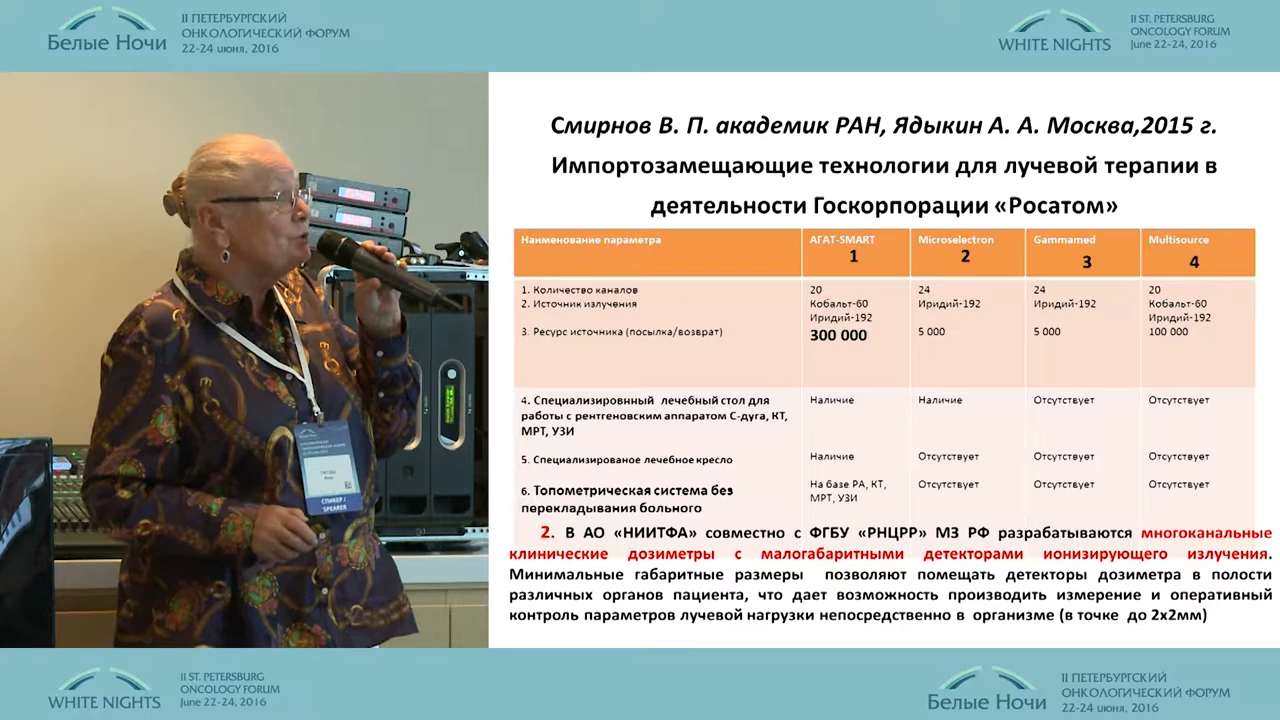 II ПЕТЕРБУРГСКИЙ
ОНКОЛОГИЧЕСКИЙ ФОРУМ
22-24 июня, 2016
Белые Ночи
II ST. PETERSBURG
ONCOLOGY FORUM
June 22-24, 2016
WHITE NIGHTS
Смирнов В. П. академик РАН, Ядыкин А. А. Москва,2015 г.
Импортозамещающие технологии для лучевой терапии в
деятельности Госкорпорации «Росатом»
Наименование параметра АГАТ-SMART Microselectron Gammamed Multisource
1 2 3 4
1. Количество каналов 20 24 24 20
2. Источник излучения Кобальт-60 Иридий-192 Иридий-192 Кобальт-60
Иридий-192 Иридий-192
3. Ресурс источника (посылка/возврат) 300 000 5 000 5 000 100 000
4. Специализировнный лечебный стол для Наличие Наличие Отсутствует Отсутствует
работы с рентгеновским аппаратом С-дуга, КТ,
МРТ, УЗИ
5. Специализированое лечебное кресло Наличие Отсутствует Отсутствует Отсутствует
6. Топометрическая система без На базе РА, КТ, Отсутствует Отсутствует Отсутствует
перекладывания больного МРТ, УЗИ
2. В АО «НИИТФА» совместно с ФГБУ «РНЦРР» МЗ РФ разрабатываются многоканальные
клинические дозиметры с малогабаритными детекторами ионизирующего излучения.
Минимальные габаритные размеры позволяют помещать детекторы дозиметра в полости
различных органов пациента, что дает возможность производить измерение и оперативный
контроль параметров лучевой нагрузки непосредственно в организме (в точке до 2х2мм)
СПИКЕР /
SPEAKER
WHITE NIGHTS
II ST. PETERSBURG
ONCOLOGY FORUM
June 22-24, 2016
Белые Ночи
II ПЕТЕРБУРГСКИЙ
ОНКОЛОГИЧЕСКИЙ ФОРУМ
22-24 июня, 2016